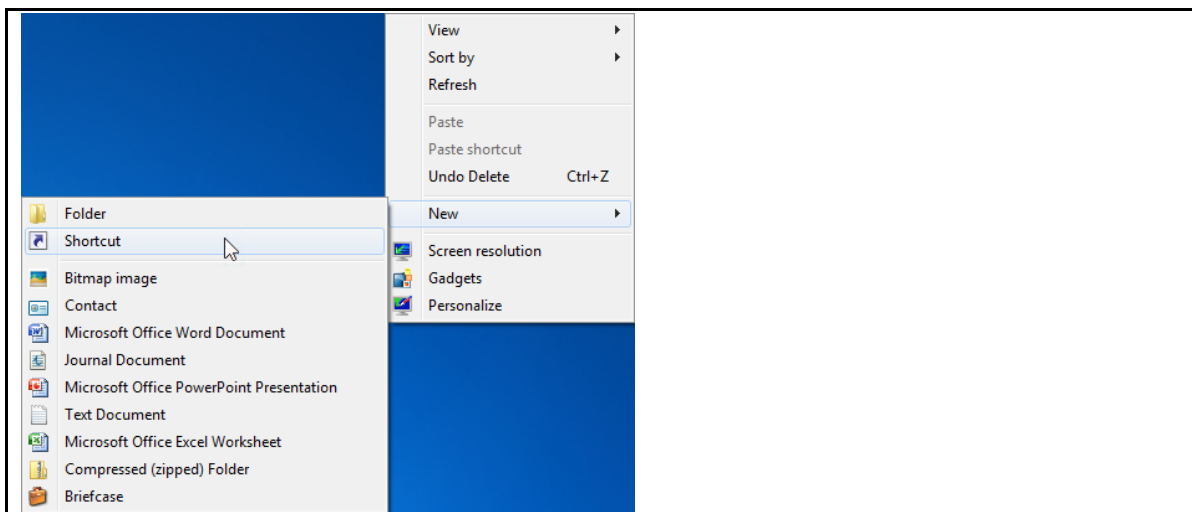 View
Sort by
Refresh
Paste
Paste shortcut
Undo Delete Ctrl+Z
New
Screen resolution
Gadgets
Personalize
Folder
Shortcut
Bitmap image
Contact
Microsoft Office Word Document
Journal Document
Microsoft Office PowerPoint Presentation
Text Document
Microsoft Office Excel Worksheet
Compressed (zipped) Folder
Briefcase